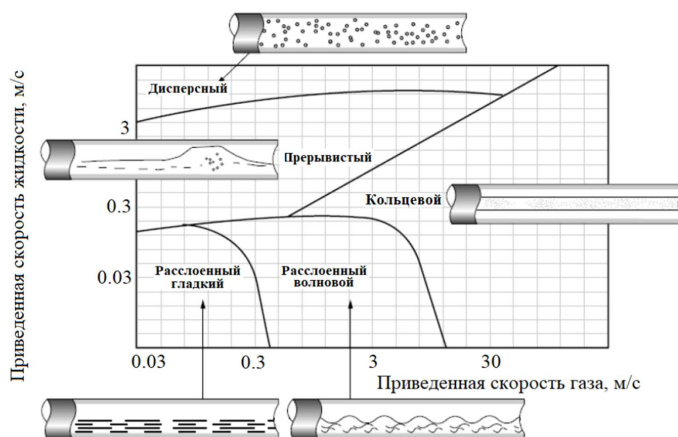 Приведенная скорость жидкости, м/с
Дисперсный
3
Прерывистый
0.3
Кольцевой
0.03
Расслоенный
гладкий
Расслоенный
волновой
0.03
0.3
3
30
Приведенная скорость газа, м/с